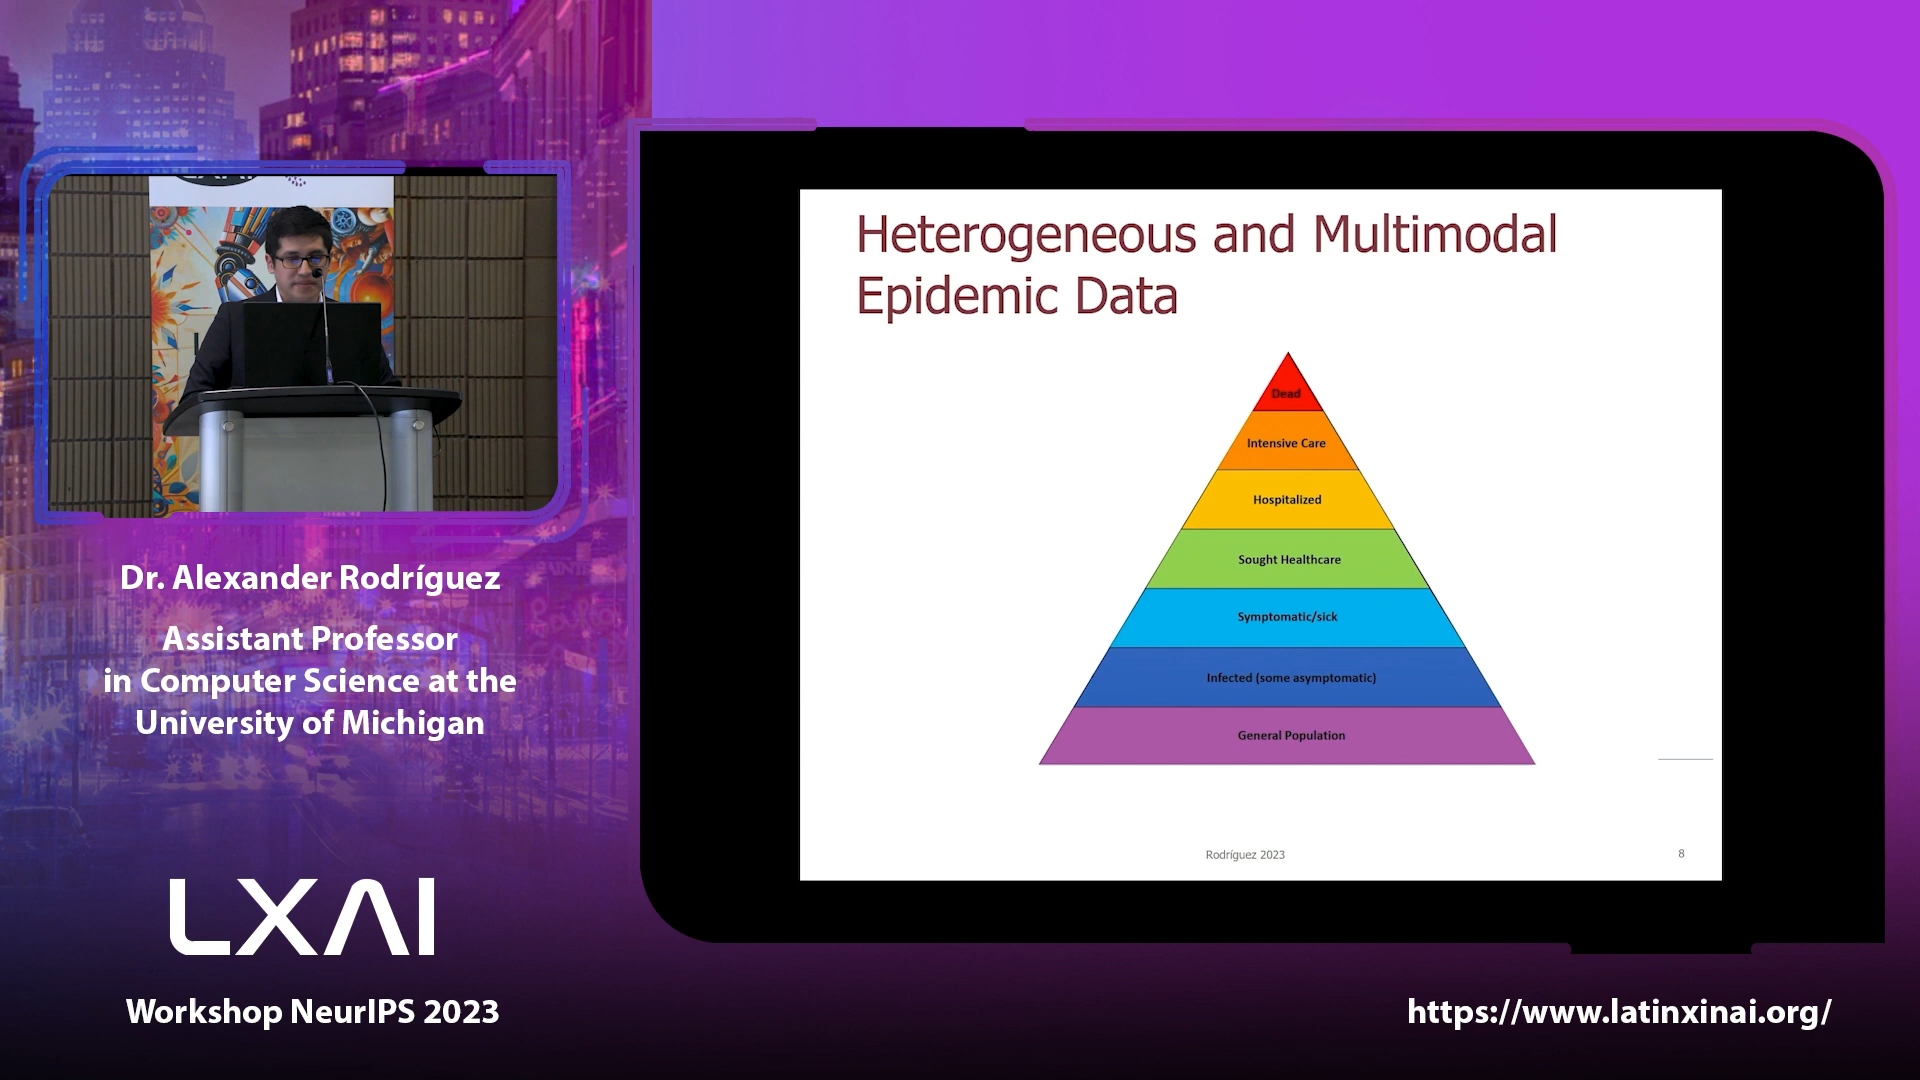 Dr. Alexander Rodríguez
Assistant Professor
in Computer Science at the
University of Michigan
LXAI
Workshop NeurIPS 2023
Heterogeneous and Multimodal
Epidemic Data
Dead
Intensive Care
Hospitalized
Sought Healthcare
Symptomatic/sick
Infected (some asymptomatic)
General Population
Rodríguez 2023
8
https://www.latinxinai.org/